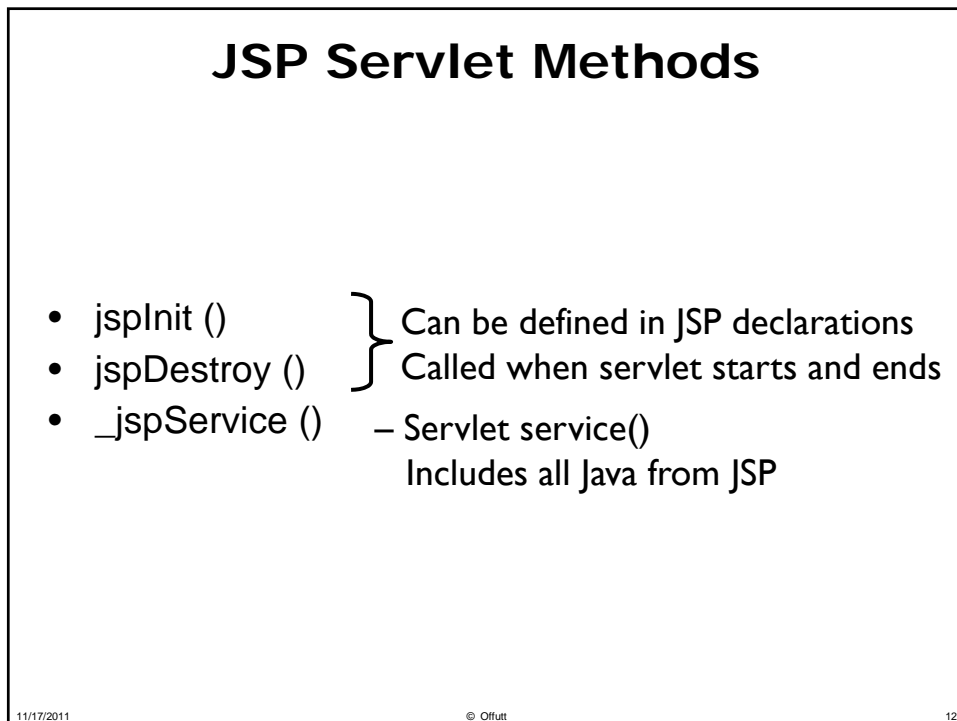 JSP Servlet Methods
• jspInit ()
• jspDestroy ()
Can be defined in JSP declarations
Called when servlet starts and ends
• _jspService ()
– Servlet service()
Includes all Java from JSP
11/17/2011 © Offutt 12